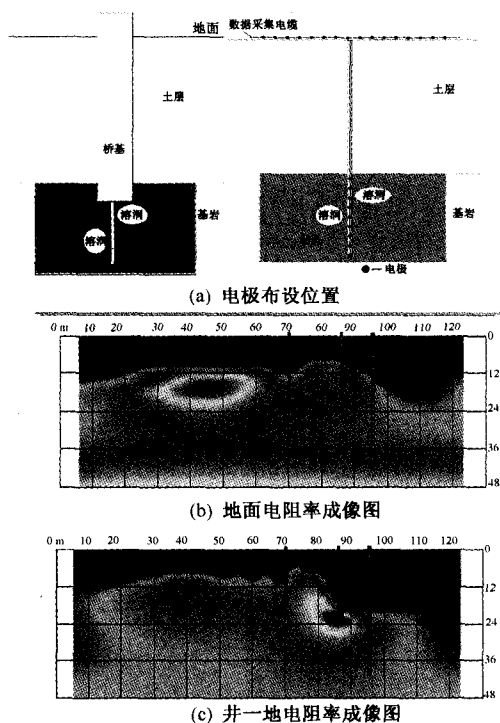 地面 数据采集电缆
土层 土层
桥基
溶洞 溶洞
溶洞 基岩 溶洞 基岩
●—电极
(a) 电极布设位置
0 m 10 20 30 40 50 60 70 80 90 100 110 120
0
12
24
36
48
(b) 地面电阻率成像图
0 m 10 20 30 40 50 60 70 80 90 100 110 120
0
12
24
36
48
(c) 井一地电阻率成像图